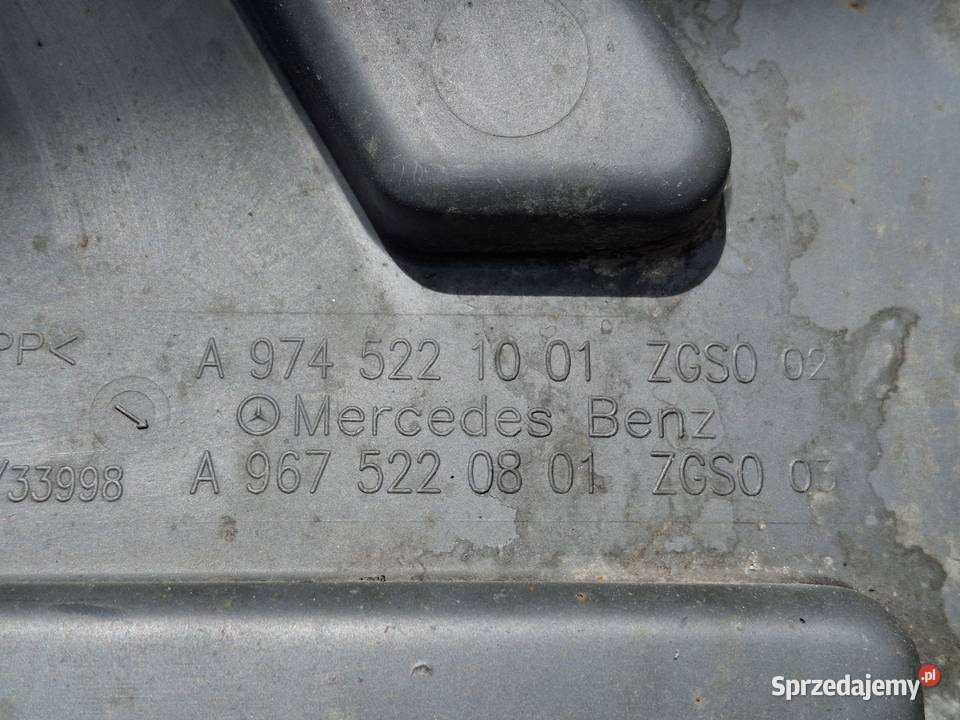 PP< A 974 522 10 01 ZGS0 02
Mercedes Benz
/33998 A 967 522 08 01 ZGS0 03
Sprzedajemy.pl